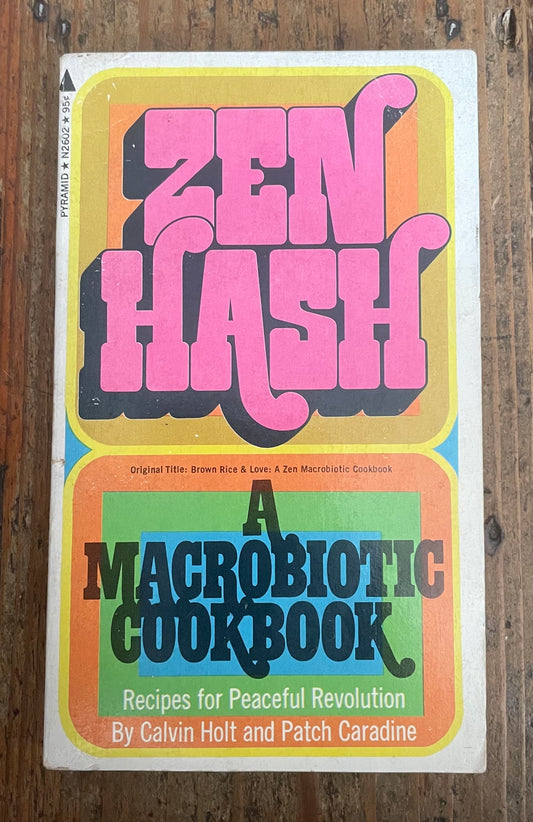 PYRAMID ★ N2602 ★ 95¢
ZEN
HASH
Original Title: Brown Rice & Love: A Zen Macrobiotic Cookbook
A
MACROBIOTIC
COOKBOOK
Recipes for Peaceful Revolution
By Calvin Holt and Patch Caradine